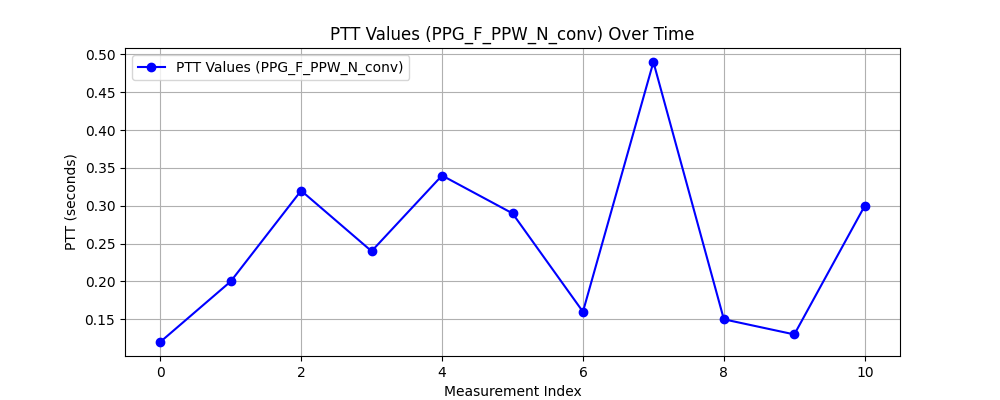 PTT Values (PPG_F_PPW_N_conv) Over Time
PTT Values (PPG_F_PPW_N_conv)
PTT (seconds)
0.50
0.45
0.40
0.35
0.30
0.25
0.20
0.15
0 2 4 6 8 10
Measurement Index